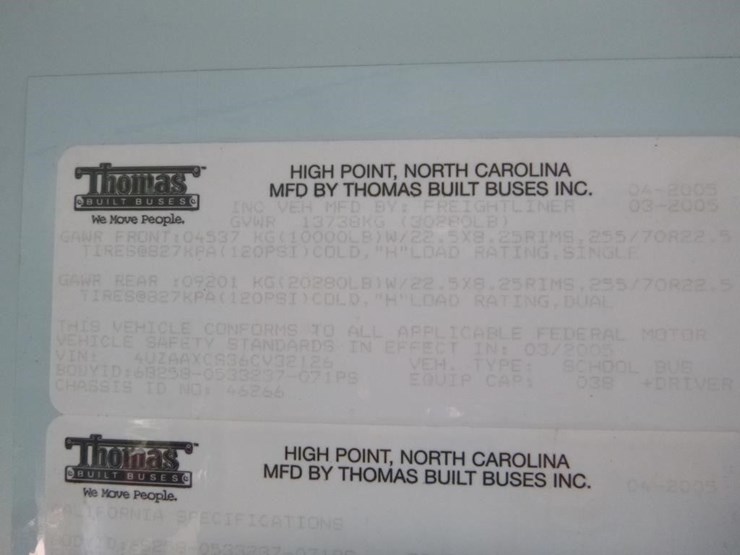 Thomas
BUILT BUSES
We Move People.
HIGH POINT, NORTH CAROLINA
MFD BY THOMAS BUILT BUSES INC. 04-2005
INC VEH MFD BY: FREIGHTLINER 03-2005
GVWR 13738KG (30280LB)
GAWR FRONT:04537 KG(10000LB)W/22.5X8.25RIMS,255/70R22.5
TIRES@827KPA(120PSI)COLD,"H"LOAD RATING,SINGLE
GAWR REAR :09201 KG(20280LB)W/22.5X8.25RIMS,255/70R22.5
TIRES@827KPA(120PSI)COLD,"H"LOAD RATING,DUAL
THIS VEHICLE CONFORMS TO ALL APPLICABLE FEDERAL MOTOR
VEHICLE SAFETY STANDARDS IN EFFECT IN: 03/2005
VIN: VEH. TYPE: SCHOOL BUS
BODYID: EQUIP CAP: 038 +DRIVER
CHASSIS ID NO: 46266
Thomas
BUILT BUSES
We Move People.
HIGH POINT, NORTH CAROLINA
MFD BY THOMAS BUILT BUSES INC. 04-2005
CALIFORNIA SPECIFICATIONS